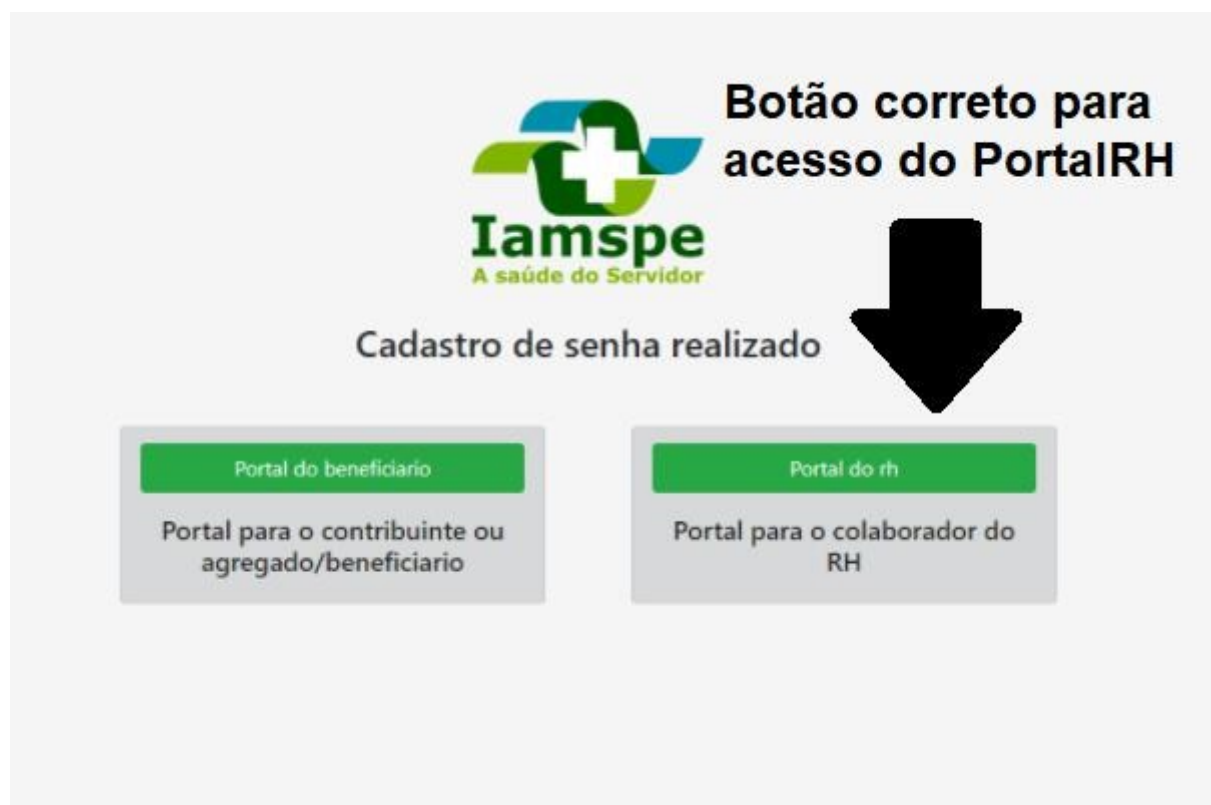 Botão correto para
acesso do PortalRH
Iamspe
A saúde do Servidor
Cadastro de senha realizado
Portal do beneficiario
Portal para o contribuinte ou
agregado/beneficiario
Portal do rh
Portal para o colaborador do
RH